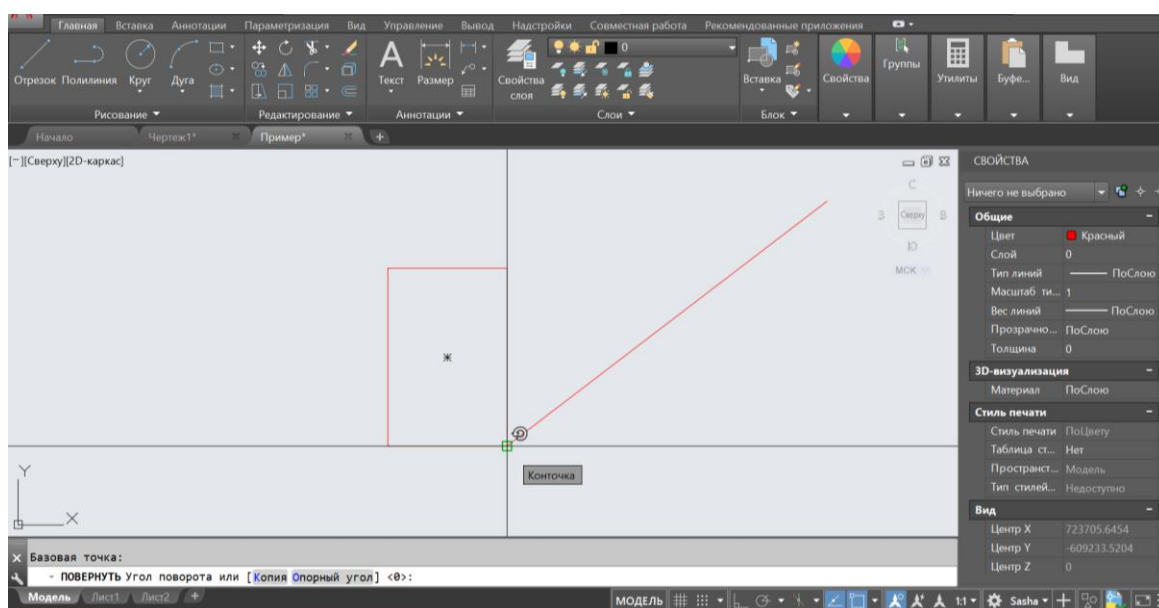 Главная Вставка Аннотации Параметризация Вид Управление Вывод Надстройки Совместная работа Рекомендованные приложения
0
Отрезок Полилиния Круг Дуга Текст Размер Свойства слоя Вставка Свойства Группы Утилиты Буфе... Вид
Рисование Редактирование Аннотации Слои Блок
Начало Чертеж1* Пример*
[−][Сверху][2D-каркас]
С
З Сверху В
Ю
МСК
СВОЙСТВА
Ничего не выбрано
Общие
Цвет Красный
Слой 0
Тип линий ПоСлою
Масштаб ти... 1
Вес линий ПоСлою
Прозрачно... ПоСлою
Толщина 0
3D-визуализация
Материал ПоСлою
Стиль печати
Стиль печати ПоЦвету
Таблица ст... Нет
Пространст... Модель
Тип стилей... Недоступно
Вид
Центр X 723705.6454
Центр Y -609233.5204
Центр Z 0
ж
Конточка
Y
X
Базовая точка:
ПОВЕРНУТЬ Угол поворота или [Копия Опорный угол] <0>:
Модель Лист1 Лист2 +
МОДЕЛЬ 1:1 Sasha